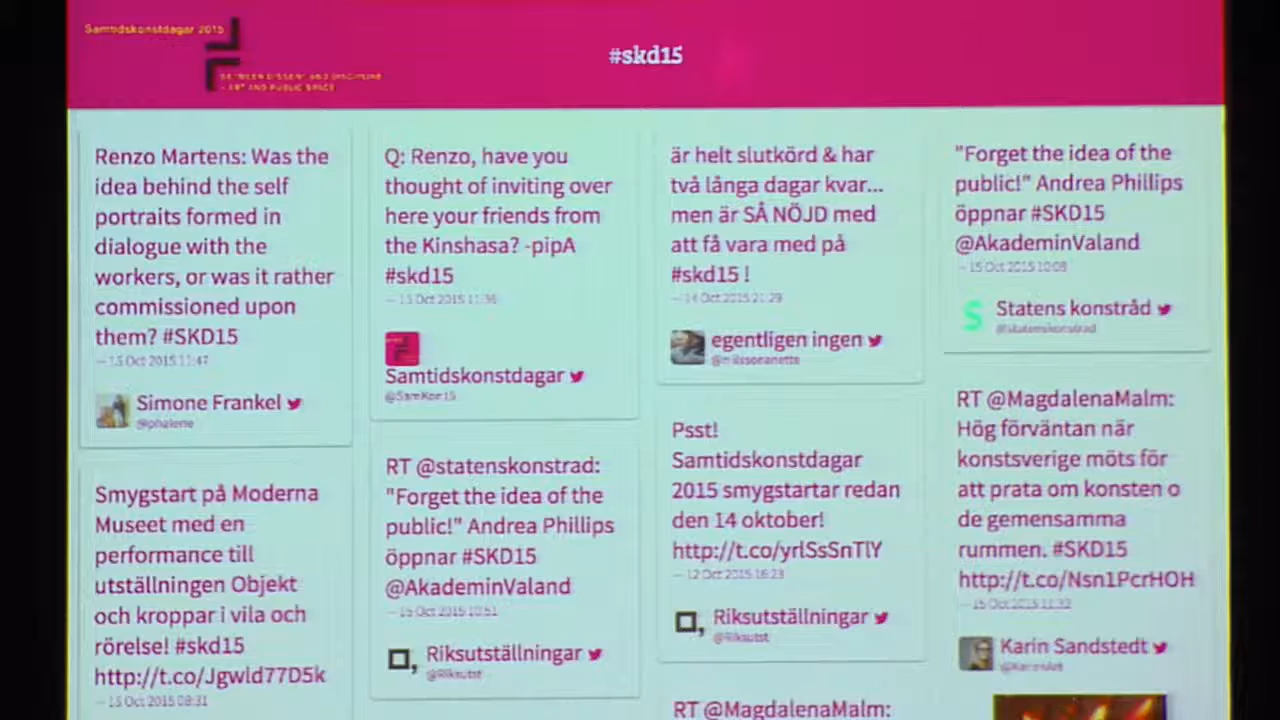 Samtidskonstdagar 2015
BETWEEN DISSENT AND DISCIPLINE
– ART AND PUBLIC SPACE
#skd15
Renzo Martens: Was the
idea behind the self
portraits formed in
dialogue with the
workers, or was it rather
commissioned upon
them? #SKD15
— 15 Oct 2015 11:47
Simone Frankel
@phalene
Smygstart på Moderna
Museet med en
performance till
utställningen Objekt
och kroppar i vila och
rörelse! #skd15
http://t.co/Jgwld77D5k
— 15 Oct 2015 08:31
Q: Renzo, have you
thought of inviting over
here your friends from
the Kinshasa? -pipA
#skd15
— 15 Oct 2015 11:36
Samtidskonstdagar
@SamKon15
RT @statenskonstrad:
"Forget the idea of the
public!" Andrea Phillips
öppnar #SKD15
@AkademinValand
— 15 Oct 2015 10:51
Riksutställningar
@Riksutst
är helt slutkörd & har
två långa dagar kvar...
men är SÅ NÖJD med
att få vara med på
#skd15 !
— 14 Oct 2015 21:29
egentligen ingen
@nilssonanette
Psst!
Samtidskonstdagar
2015 smygstartar redan
den 14 oktober!
http://t.co/yrlSsSnTlY
— 12 Oct 2015 16:23
Riksutställningar
@Riksutst
RT @MagdalenaMalm:
"Forget the idea of the
public!" Andrea Phillips
öppnar #SKD15
@AkademinValand
— 15 Oct 2015 10:08
Statens konstråd
@statenskonstrad
RT @MagdalenaMalm:
Hög förväntan när
konstsverige möts för
att prata om konsten o
de gemensamma
rummen. #SKD15
http://t.co/Nsn1PcrHOH
— 15 Oct 2015 11:33
Karin Sandstedt